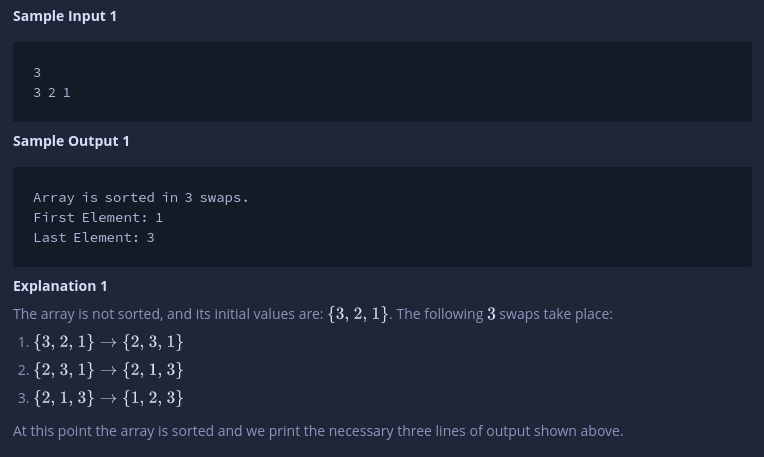 Sample Input 1
3
3 2 1
Sample Output 1
Array is sorted in 3 swaps.
First Element: 1
Last Element: 3
Explanation 1
The array is not sorted, and its initial values are: {3, 2, 1}. The following 3 swaps take place:
1. {3, 2, 1} → {2, 3, 1}
2. {2, 3, 1} → {2, 1, 3}
3. {2, 1, 3} → {1, 2, 3}
At this point the array is sorted and we print the necessary three lines of output shown above.